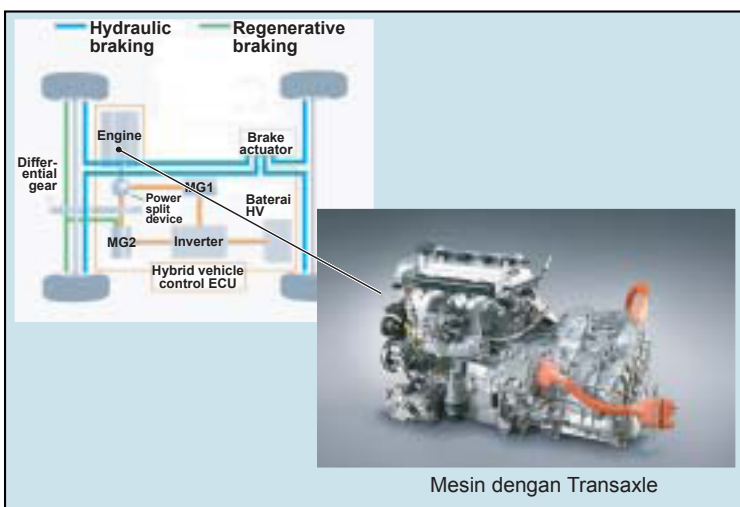 Hydraulic
braking
Regenerative
braking
Engine
Brake
actuator
Differ-
ential
gear
MG1
Power
split
device
Baterai
HV
MG2
Inverter
Hybrid vehicle
control ECU
Mesin dengan Transaxle